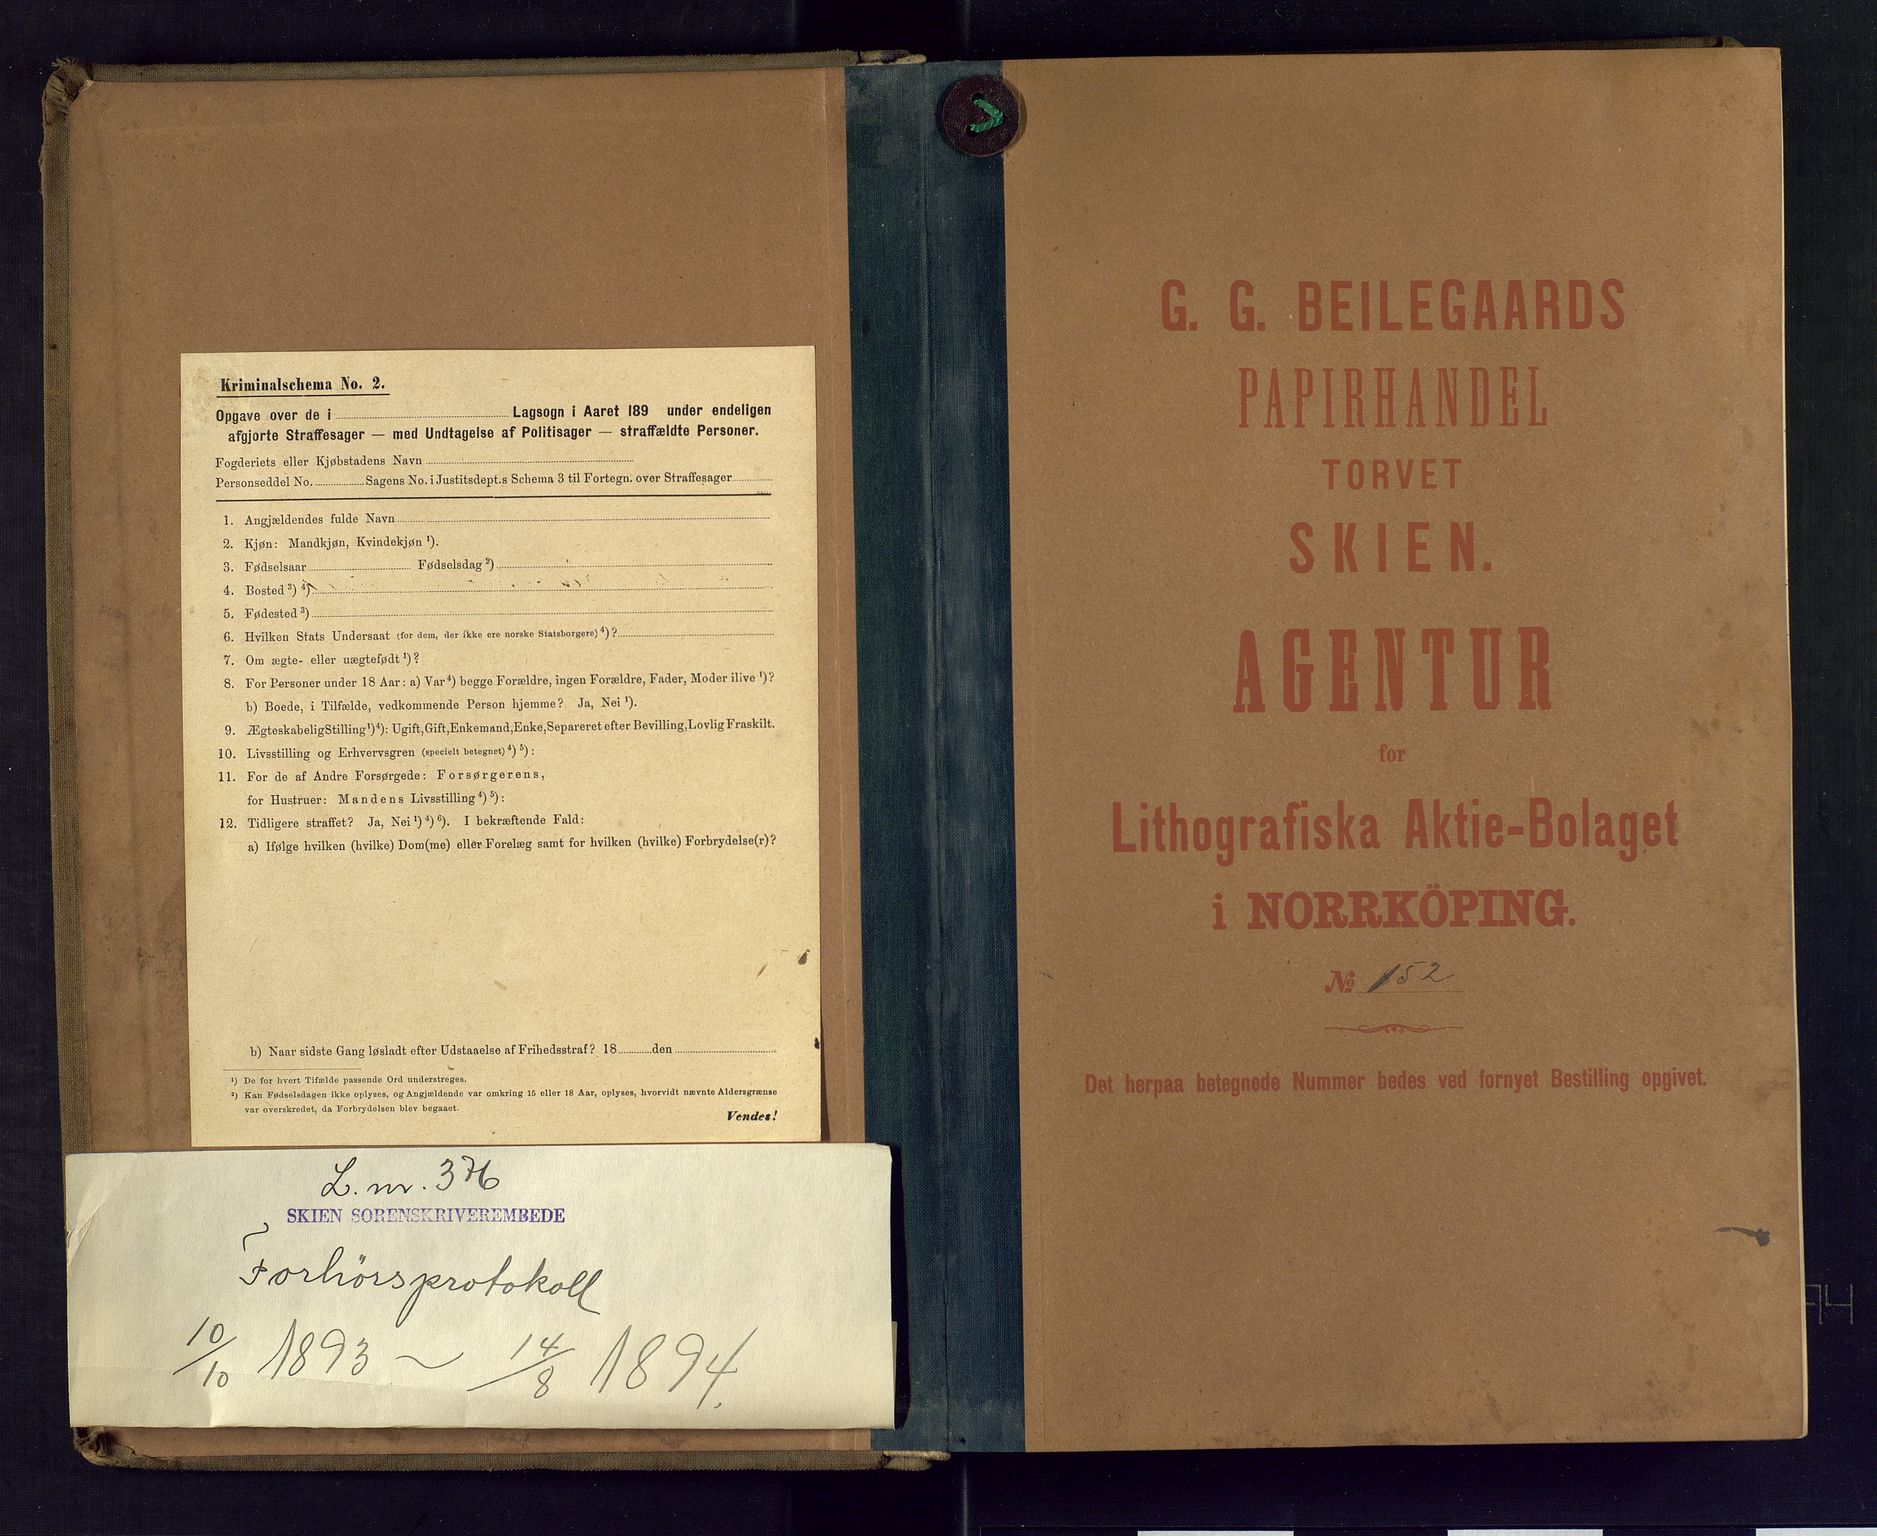 Kriminalschema No. 2.
Opgave over de i Lagsogn i Aaret 189 under endeligen
afgjorte Straffesager — med Undtagelse af Politisager — straffældte Personer.
Fogderiets eller Kjøbstadens Navn
Personseddel No. Sagens No. i Justitsdept.s Schema 3 til Fortegn. over Straffesager
1. Angjældendes fulde Navn
2. Kjøn: Mandkjøn, Kvindekjøn ¹).
3. Fødselsaar Fødselsdag ²)
4. Bosted ³) ⁴)
5. Fødested ³)
6. Hvilken Stats Undersaat (for dem, der ikke ere norske Statsborgere) ⁴)?
7. Om ægte- eller uægtefødt ¹)?
8. For Personer under 18 Aar: a) Var ⁴) begge Forældre, ingen Forældre, Fader, Moder ilive ¹)?
b) Boede, i Tilfælde, vedkommende Person hjemme? Ja, Nei ¹).
9. Ægteskabelig Stilling ¹) ⁴): Ugift, Gift, Enkemand, Enke, Separeret efter Bevilling, Lovlig Fraskilt.
10. Livsstilling og Erhvervsgren (specielt betegnet) ⁴) ⁵):
11. For de af Andre Forsørgede: Forsørgerens,
for Hustruer: Mandens Livsstilling ⁴) ⁵):
12. Tidligere straffet? Ja, Nei ¹) ⁴) ⁶). I bekræftende Fald:
a) Ifølge hvilken (hvilke) Dom(me) eller Forelæg samt for hvilken (hvilke) Forbrydelse(r)?
b) Naar sidste Gang løsladt efter Udstaaelse af Frihedsstraf? 18 den
¹) De for hvert Tifælde passende Ord understreges.
²) Kan Fødselsdagen ikke oplyses, og Angjældende var omkring 15 eller 18 Aar, oplyses, hvorvidt nævnte Aldersgrænse
var overskredet, da Forbrydelsen blev begaaet.
Vendes!
L. nr. 376
SKIEN SORENSKRIVEREMBEDE
Forhörsprotokoll
10/10 1893 ~ 14/8 1894.
G. G. BEILEGAARDS
PAPIRHANDEL
TORVET
SKIEN.
AGENTUR
for
Lithografiska Aktie-Bolaget
i NORRKÖPING.
No 152
Det herpaa betegnede Nummer bedes ved fornyet Bestilling opgivet.